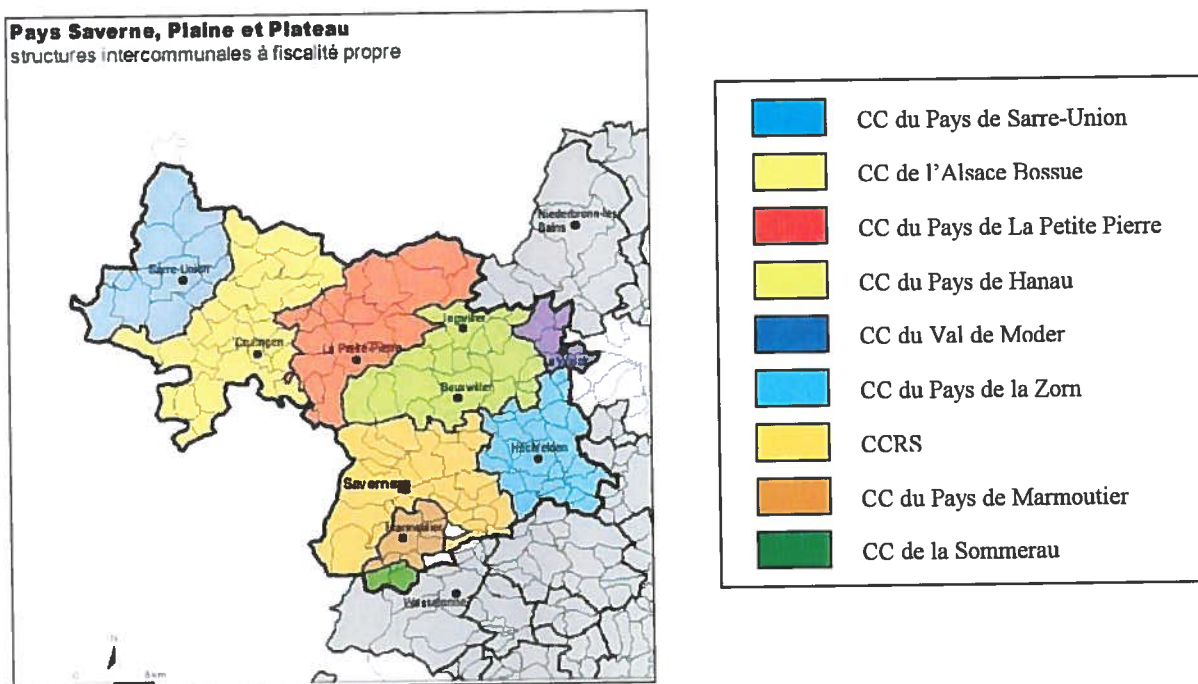 Pays Saverne, Plaine et Plateau
structures intercommunales à fiscalité propre
Niederbronn-les
Bains
Sarre-Union
Ingwiller
La Petite-Pierre
Bouxwiller
Hochfelden
Saverne
Marmoutier
N
CC du Pays de Sarre-Union
CC de l'Alsace Bossue
CC du Pays de La Petite Pierre
CC du Pays de Hanau
CC du Val de Moder
CC du Pays de la Zorn
CCRS
CC du Pays de Marmoutier
CC de la Sommerau